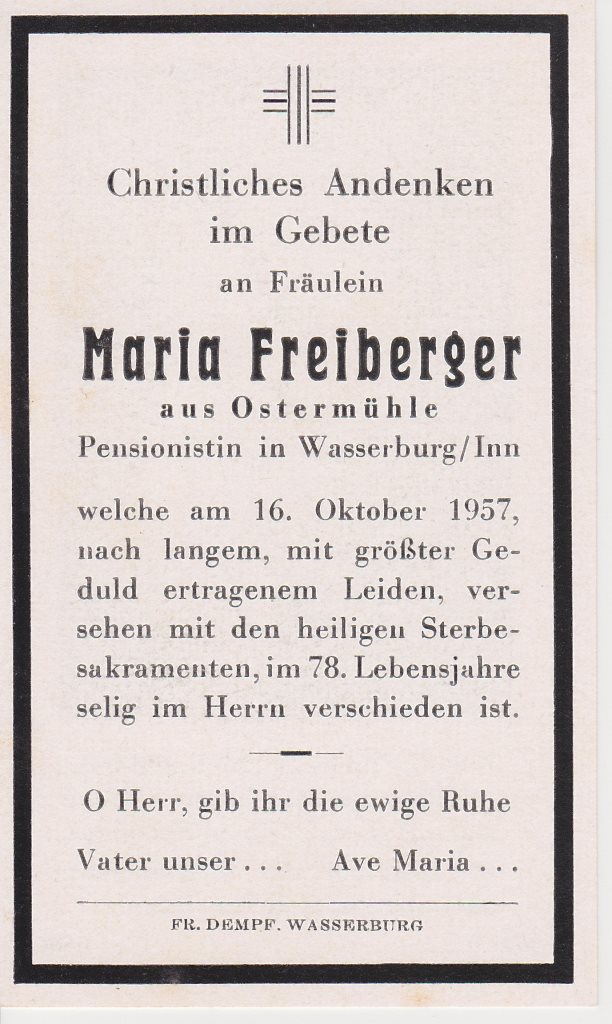 Christliches Andenken
im Gebete
an Fräulein
Maria Freiberger
aus Ostermühle
Pensionistin in Wasserburg/Inn
welche am 16. Oktober 1957,
nach langem, mit größter Ge-
duld ertragenem Leiden, ver-
sehen mit den heiligen Sterbe-
sakramenten, im 78. Lebensjahre
selig im Herrn verschieden ist.
O Herr, gib ihr die ewige Ruhe
Vater unser . . . Ave Maria . . .
FR. DEMPF. WASSERBURG